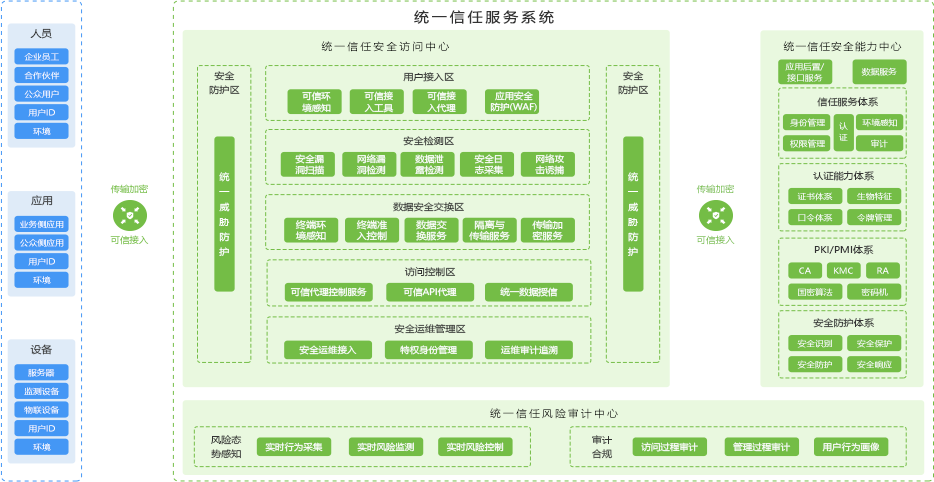 统一信任服务系统
人员
企业员工
合作伙伴
公众用户
用户ID
环境
应用
业务侧应用
公众侧应用
用户ID
环境
设备
服务器
监测设备
物联设备
用户ID
环境
传输加密
可信接入
统一信任安全访问中心
安全
防护区
统一威胁防护
用户接入区
可信环
境感知
可信接
入工具
可信接
入代理
应用安全
防护(WAF)
安全检测区
安全漏
洞扫描
网络漏
洞检测
数据泄
露检测
安全日
志采集
网络攻
击诱捕
数据安全交换区
终端环
境感知
终端准
入控制
数据交
换服务
隔离与
传输服务
传输加
密服务
访问控制区
可信代理控制服务
可信API代理
统一数据授信
安全运维管理区
安全运维接入
特权身份管理
运维审计追溯
安全
防护区
统一威胁防护
传输加密
可信接入
统一信任安全能力中心
应用后置/
接口服务
数据服务
信任服务体系
身份管理
权限管理
认证
环境感知
审计
认证能力体系
证书体系
生物特征
口令体系
令牌管理
PKI/PMI体系
CA
KMC
RA
国密算法
密码机
安全防护体系
安全识别
安全保护
安全防护
安全响应
统一信任风险审计中心
风险态
势感知
实时行为采集
实时风险监测
实时风险控制
审计
合规
访问过程审计
管理过程审计
用户行为画像